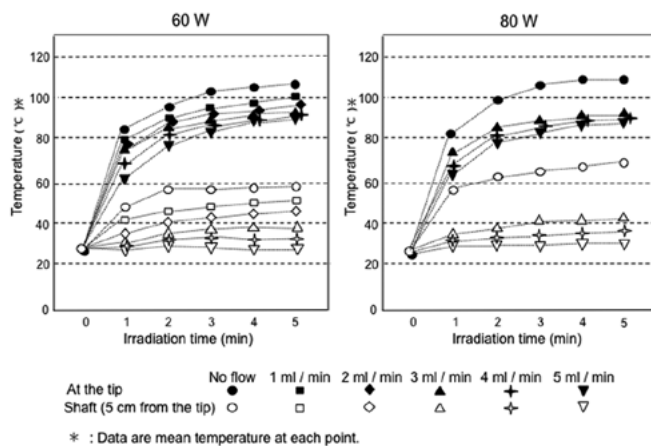 60 W
80 W
Temperature (℃ )*
120
100
80
60
40
20
0
0 1 2 3 4 5
Irradiation time (min)
Temperature (℃ )*
120
100
80
60
40
20
0
0 1 2 3 4 5
Irradiation time (min)
No flow 1 ml / min 2 ml / min 3 ml / min 4 ml / min 5 ml / min
At the tip
Shaft (5 cm from the tip)
* : Data are mean temperature at each point.